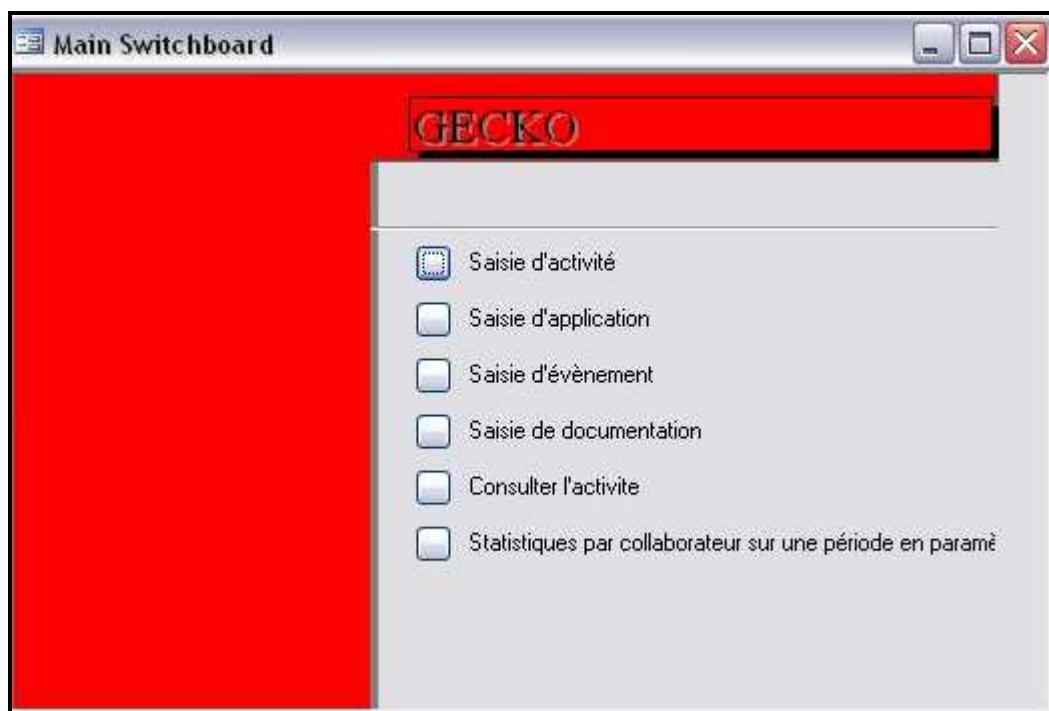 Main Switchboard
GECKO
Saisie d'activité
Saisie d'application
Saisie d'évènement
Saisie de documentation
Consulter l'activite
Statistiques par collaborateur sur une période en paramè